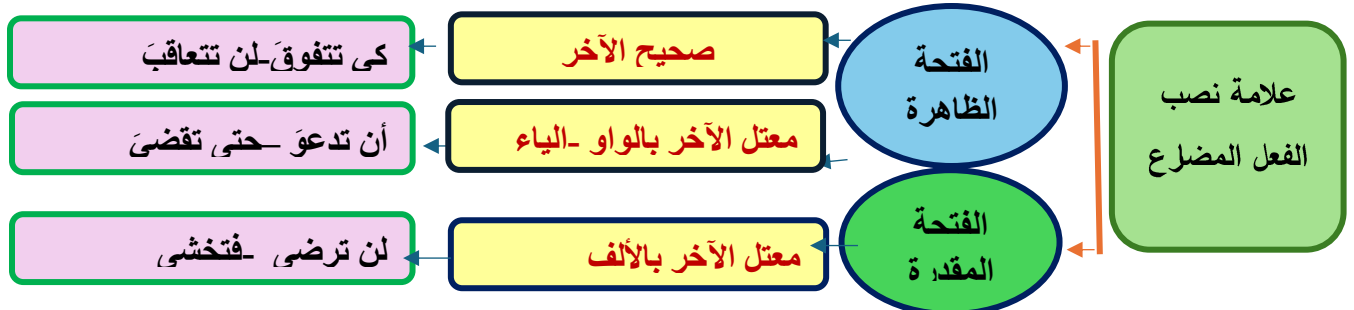 علامة نصب
الفعل المضارع
الفتحة
الظاهرة
صحيح الآخر
كى تتفوقَ-لن تتعاقبَ
معتل الآخر بالواو -الياء
أن تدعوَ –حتى تقضىَ
الفتحة
المقدرة
معتل الآخر بالألف
لن ترضى -فتخشى